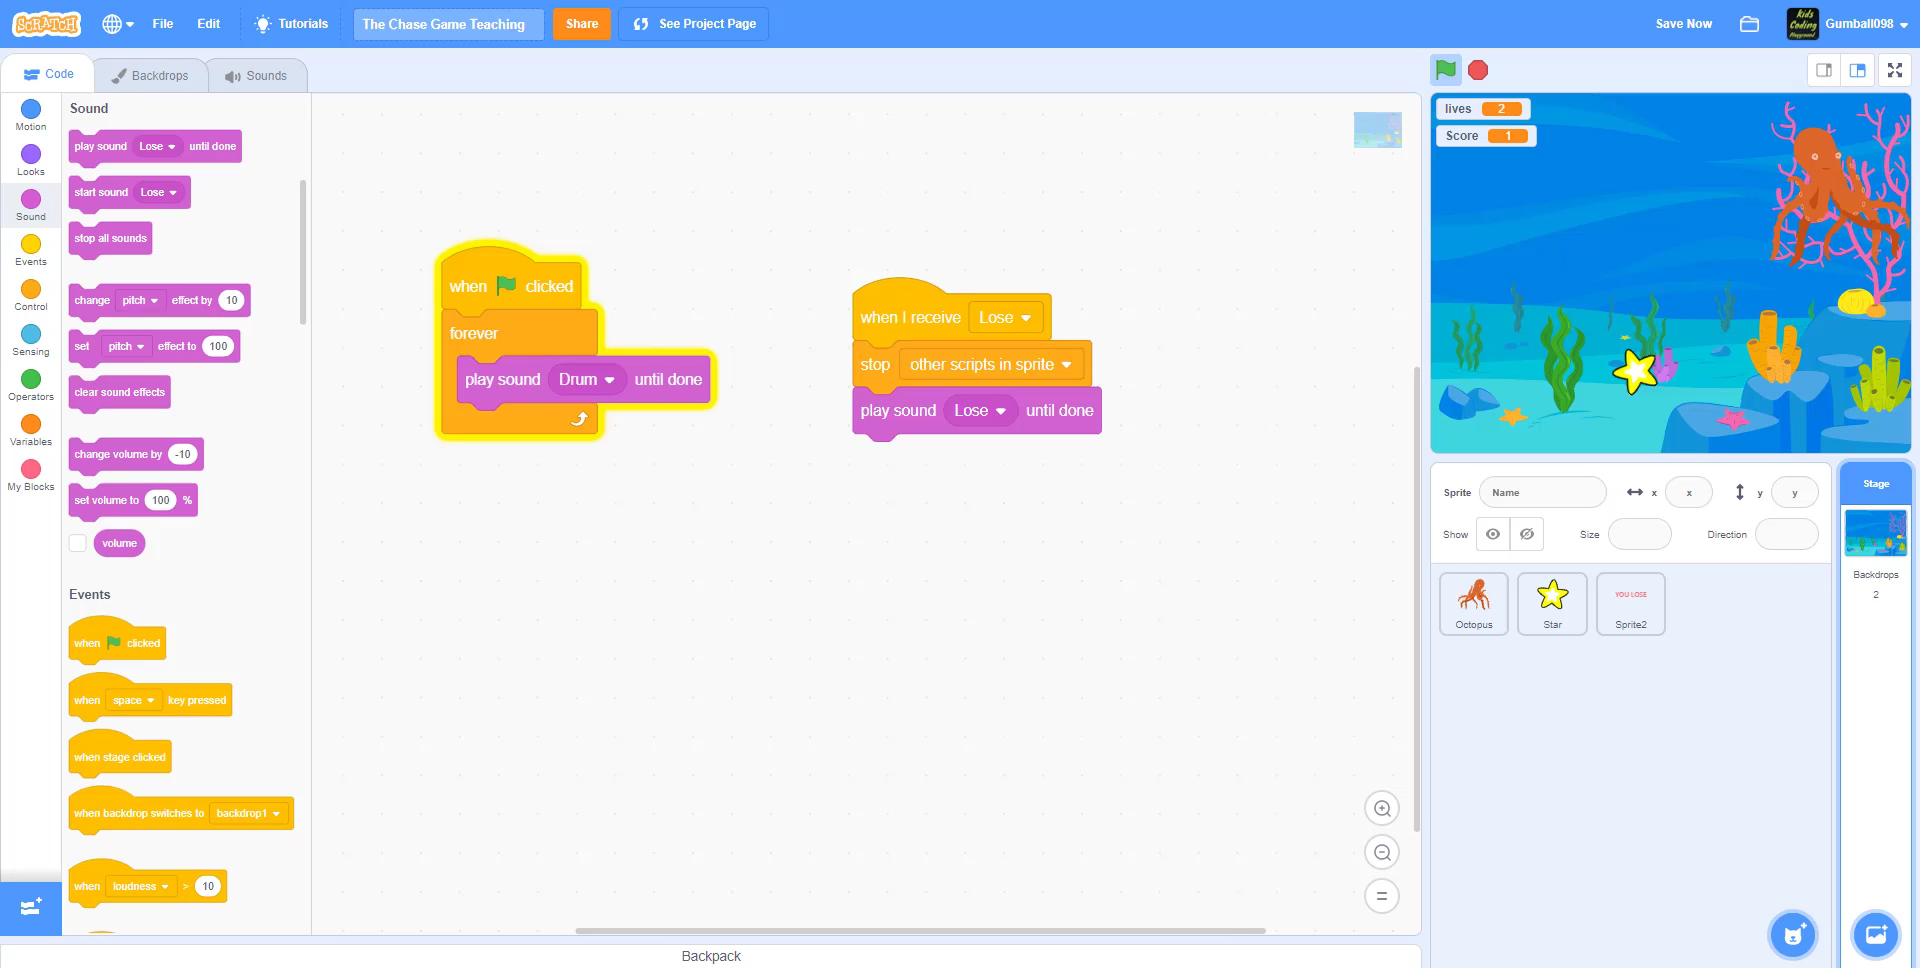 SCRATCH
File
Edit
Tutorials
The Chase Game Teaching
Share
See Project Page
Save Now
Kids
Coding
Playground
Gumball098
Code
Backdrops
Sounds
Motion
Looks
Sound
Events
Control
Sensing
Operators
Variables
My Blocks
Sound
play sound Lose until done
start sound Lose
stop all sounds
change pitch effect by 10
set pitch effect to 100
clear sound effects
change volume by -10
set volume to 100 %
volume
Events
when clicked
when space key pressed
when stage clicked
when backdrop switches to backdrop1
when loudness > 10
when clicked
forever
play sound Drum until done
when I receive Lose
stop other scripts in sprite
play sound Lose until done
Backpack
lives 2
Score 1
Sprite Name x x y y
Show Size Direction
Octopus
Star
YOU LOSE
Sprite2
Stage
Backdrops
2